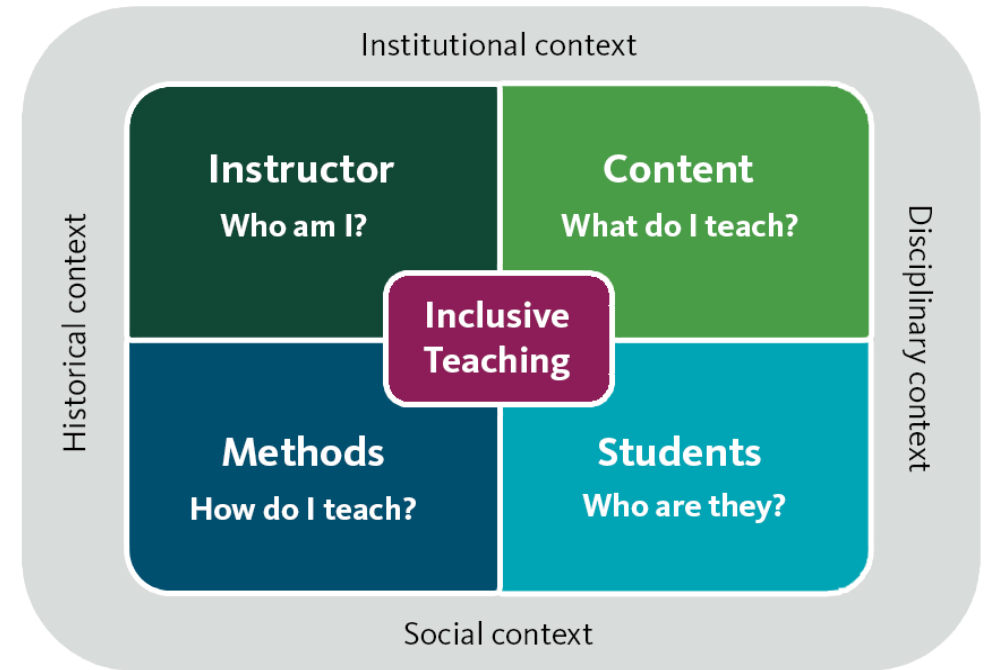 Institutional context
Instructor
Who am I?
Content
What do I teach?
Historical context
Inclusive
Teaching
Disciplinary context
Methods
How do I teach?
Students
Who are they?
Social context